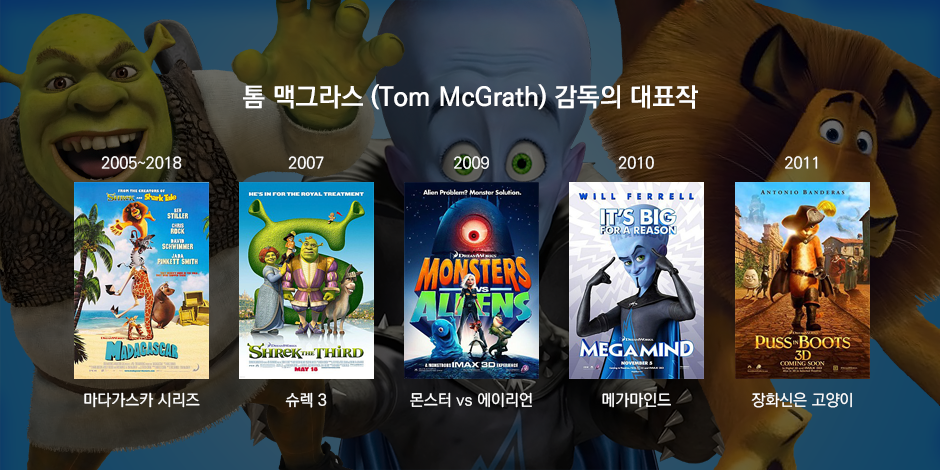 톰 맥그라스 (Tom McGrath) 감독의 대표작
2005~2018
2007
2009
2010
2011
FROM THE CREATORS OF
SHREK AND Shark Tale
BEN
STILLER
CHRIS
ROCK
DAVID
SCHWIMMER
JADA
PINKETT SMITH
MADAGASCAR
HE'S IN FOR THE ROYAL TREATMENT
DREAMWORKS
SHREK THE THIRD
MAY 18
Alien Problem? Monster Solution.
DREAMWORKS
MONSTERS
VS
ALIENS
A MONSTROUS IMAX 3D EXPERIENCE
WILL FERRELL
IT'S BIG
FOR A REASON
DREAMWORKS
MEGAMIND
NOVEMBER 5
ANTONIO BANDERAS
DREAMWORKS
PUSS IN BOOTS
3D
COMING SOON
마다가스카 시리즈
슈렉 3
몬스터 vs 에이리언
메가마인드
장화신은 고양이